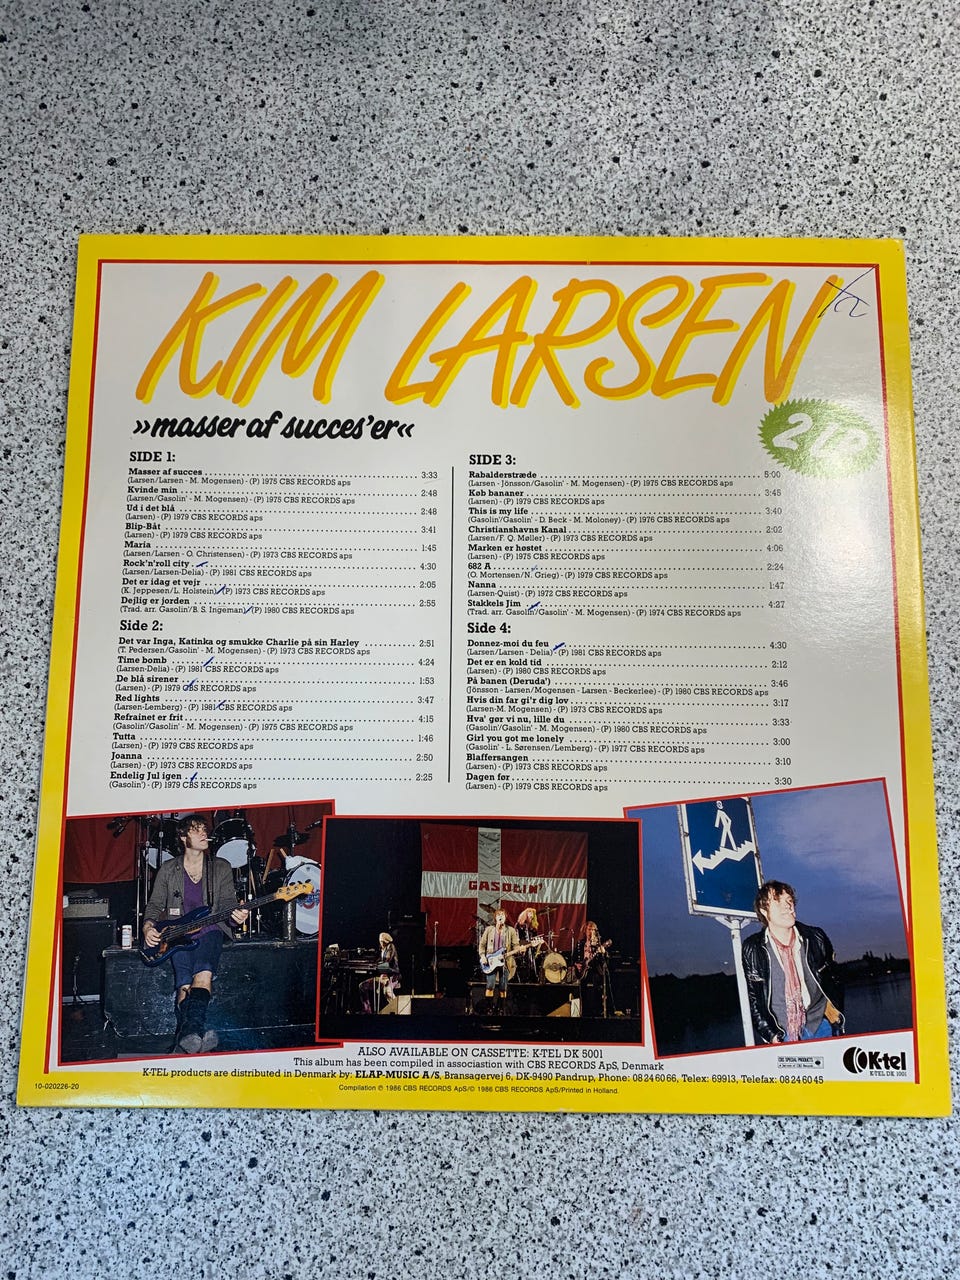 KIM LARSEN
»masser af succes'er«
2 LP
SIDE 1:
Masser af succes 3:33
(Larsen/Larsen - M. Mogensen) - (P) 1975 CBS RECORDS aps
Kvinde min 2:48
(Larsen/Gasolin' - M. Mogensen) - (P) 1975 CBS RECORDS aps
Ud i det blå 2:48
(Larsen) - (P) 1979 CBS RECORDS aps
Blip-Båt 3:41
(Larsen) - (P) 1979 CBS RECORDS aps
Maria 1:45
(Larsen/Larsen - O. Christensen) - (P) 1973 CBS RECORDS aps
Rock'n'roll city 4:30
(Larsen/Larsen-Delia) - (P) 1981 CBS RECORDS aps
Det er idag et vejr 2:05
(K. Jeppesen/L. Holstein) (P) 1973 CBS RECORDS aps
Dejlig er jorden 2:55
(Trad. arr. Gasolin'/B. S. Ingeman) (P) 1980 CBS RECORDS aps
Side 2:
Det var Inga, Katinka og smukke Charlie på sin Harley 2:51
(T. Pedersen/Gasolin' - M. Mogensen) - (P) 1973 CBS RECORDS aps
Time bomb 4:24
(Larsen-Delia) - (P) 1981 CBS RECORDS aps
De blå sirener 1:53
(Larsen) - (P) 1979 CBS RECORDS aps
Red lights 3:47
(Larsen-Lemberg) - (P) 1981 CBS RECORDS aps
Refrainet er frit 4:15
(Gasolin'/Gasolin' - M. Mogensen) - (P) 1975 CBS RECORDS aps
Tutta 1:46
(Larsen) - (P) 1979 CBS RECORDS aps
Joanna 2:50
(Larsen) - (P) 1973 CBS RECORDS aps
Endelig Jul igen 2:25
(Gasolin') - (P) 1979 CBS RECORDS aps
SIDE 3:
Rabalderstræde 5:00
(Larsen - Jönsson/Gasolin' - M. Mogensen) - (P) 1975 CBS RECORDS aps
Køb bananer 3:45
(Larsen) - (P) 1979 CBS RECORDS aps
This is my life 3:40
(Gasolin'/Gasolin' - D. Beck - M. Moloney) - (P) 1976 CBS RECORDS aps
Christianshavns Kanal 2:02
(Larsen/F. Q. Møller) - (P) 1973 CBS RECORDS aps
Marken er høstet 4:06
(Larsen) - (P) 1975 CBS RECORDS aps
682 A 2:24
(O. Mortensen/N. Grieg) - (P) 1979 CBS RECORDS aps
Nanna 1:47
(Larsen-Quist) - (P) 1972 CBS RECORDS aps
Stakkels Jim 4:27
(Trad. arr. Gasolin'/Gasolin' - M. Mogensen) - (P) 1974 CBS RECORDS aps
Side 4:
Donnez-moi du feu 4:30
(Larsen/Larsen - Delia) - (P) 1981 CBS RECORDS aps
Det er en kold tid 2:12
(Larsen) - (P) 1980 CBS RECORDS aps
På banen (Deruda') 3:46
(Jönsson - Larsen/Mogensen - Larsen - Beckerlee) - (P) 1980 CBS RECORDS aps
Hvis din far gi'r dig lov 3:17
(Larsen-M. Mogensen) - (P) 1973 CBS RECORDS aps
Hva' gør vi nu, lille du 3:33
(Gasolin'/Gasolin' - M. Mogensen) - (P) 1980 CBS RECORDS aps
Girl you got me lonely 3:00
(Gasolin' - L. Sørensen/Lemberg) - (P) 1977 CBS RECORDS aps
Blaffersangen 3:10
(Larsen) - (P) 1973 CBS RECORDS aps
Dagen før 3:30
(Larsen) - (P) 1979 CBS RECORDS aps
GASOLIN'
ALSO AVAILABLE ON CASSETTE: K-TEL DK 5001
This album has been compiled in assiciation with CBS RECORDS ApS, Denmark
K-TEL products are distributed in Denmark by: ELAP-MUSIC A/S, Bransagervej 6, DK-9490 Pandrup, Phone: 08 24 60 66, Telex: 69913, Telefax: 08 24 60 45
Compilation ℗ 1986 CBS RECORDS ApS/© 1986 CBS RECORDS ApS/Printed in Holland.
10-020226-20
CBS SPECIAL PRODUCTS
K-tel
K-TEL DK 1001